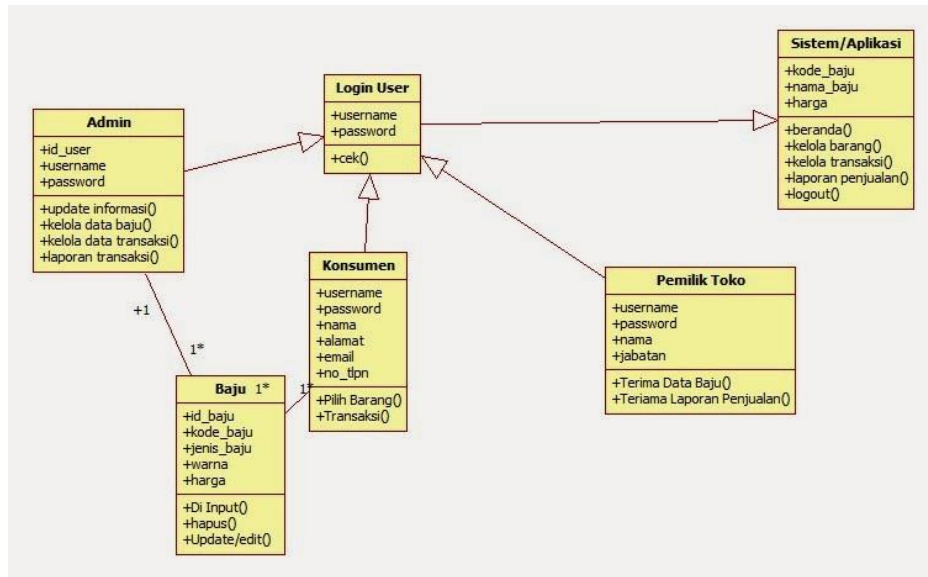 Sistem/Aplikasi
+kode_baju
+nama_baju
+harga
+beranda()
+kelola barang()
+kelola transaksi()
+laporan penjualan()
+logout()
Login User
+username
+password
+cek()
Admin
+id_user
+username
+password
+update informasi()
+kelola data baju()
+kelola data transaksi()
+laporan transaksi()
Konsumen
+username
+password
+nama
+alamat
+email
+no_tlpn
+Pilih Barang()
+Transaksi()
Pemilik Toko
+username
+password
+nama
+jabatan
+Terima Data Baju()
+Teriama Laporan Penjualan()
+1
1*
Baju 1*
1*
+id_baju
+kode_baju
+jenis_baju
+warna
+harga
+Di Input()
+hapus()
+Update/edit()